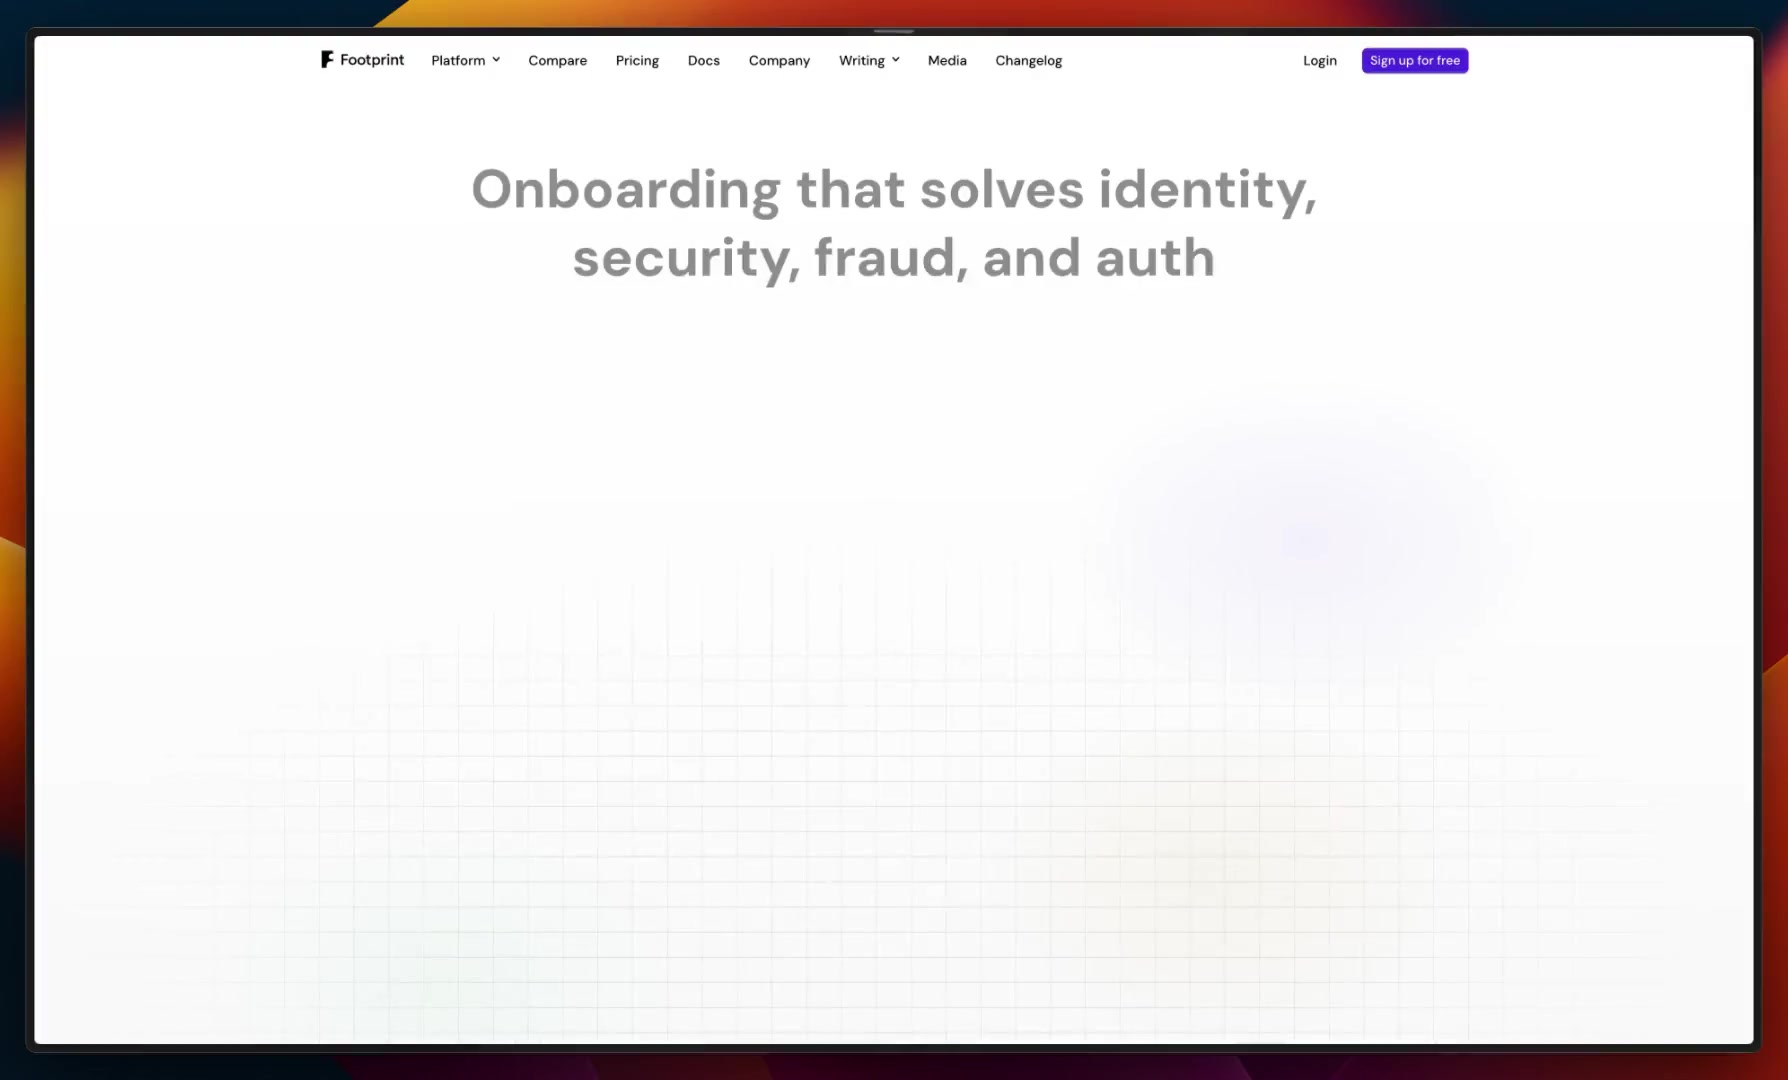 Footprint Platform Compare Pricing Docs Company Writing Media Changelog Login Sign up for free
Onboarding that solves identity,
security, fraud, and auth